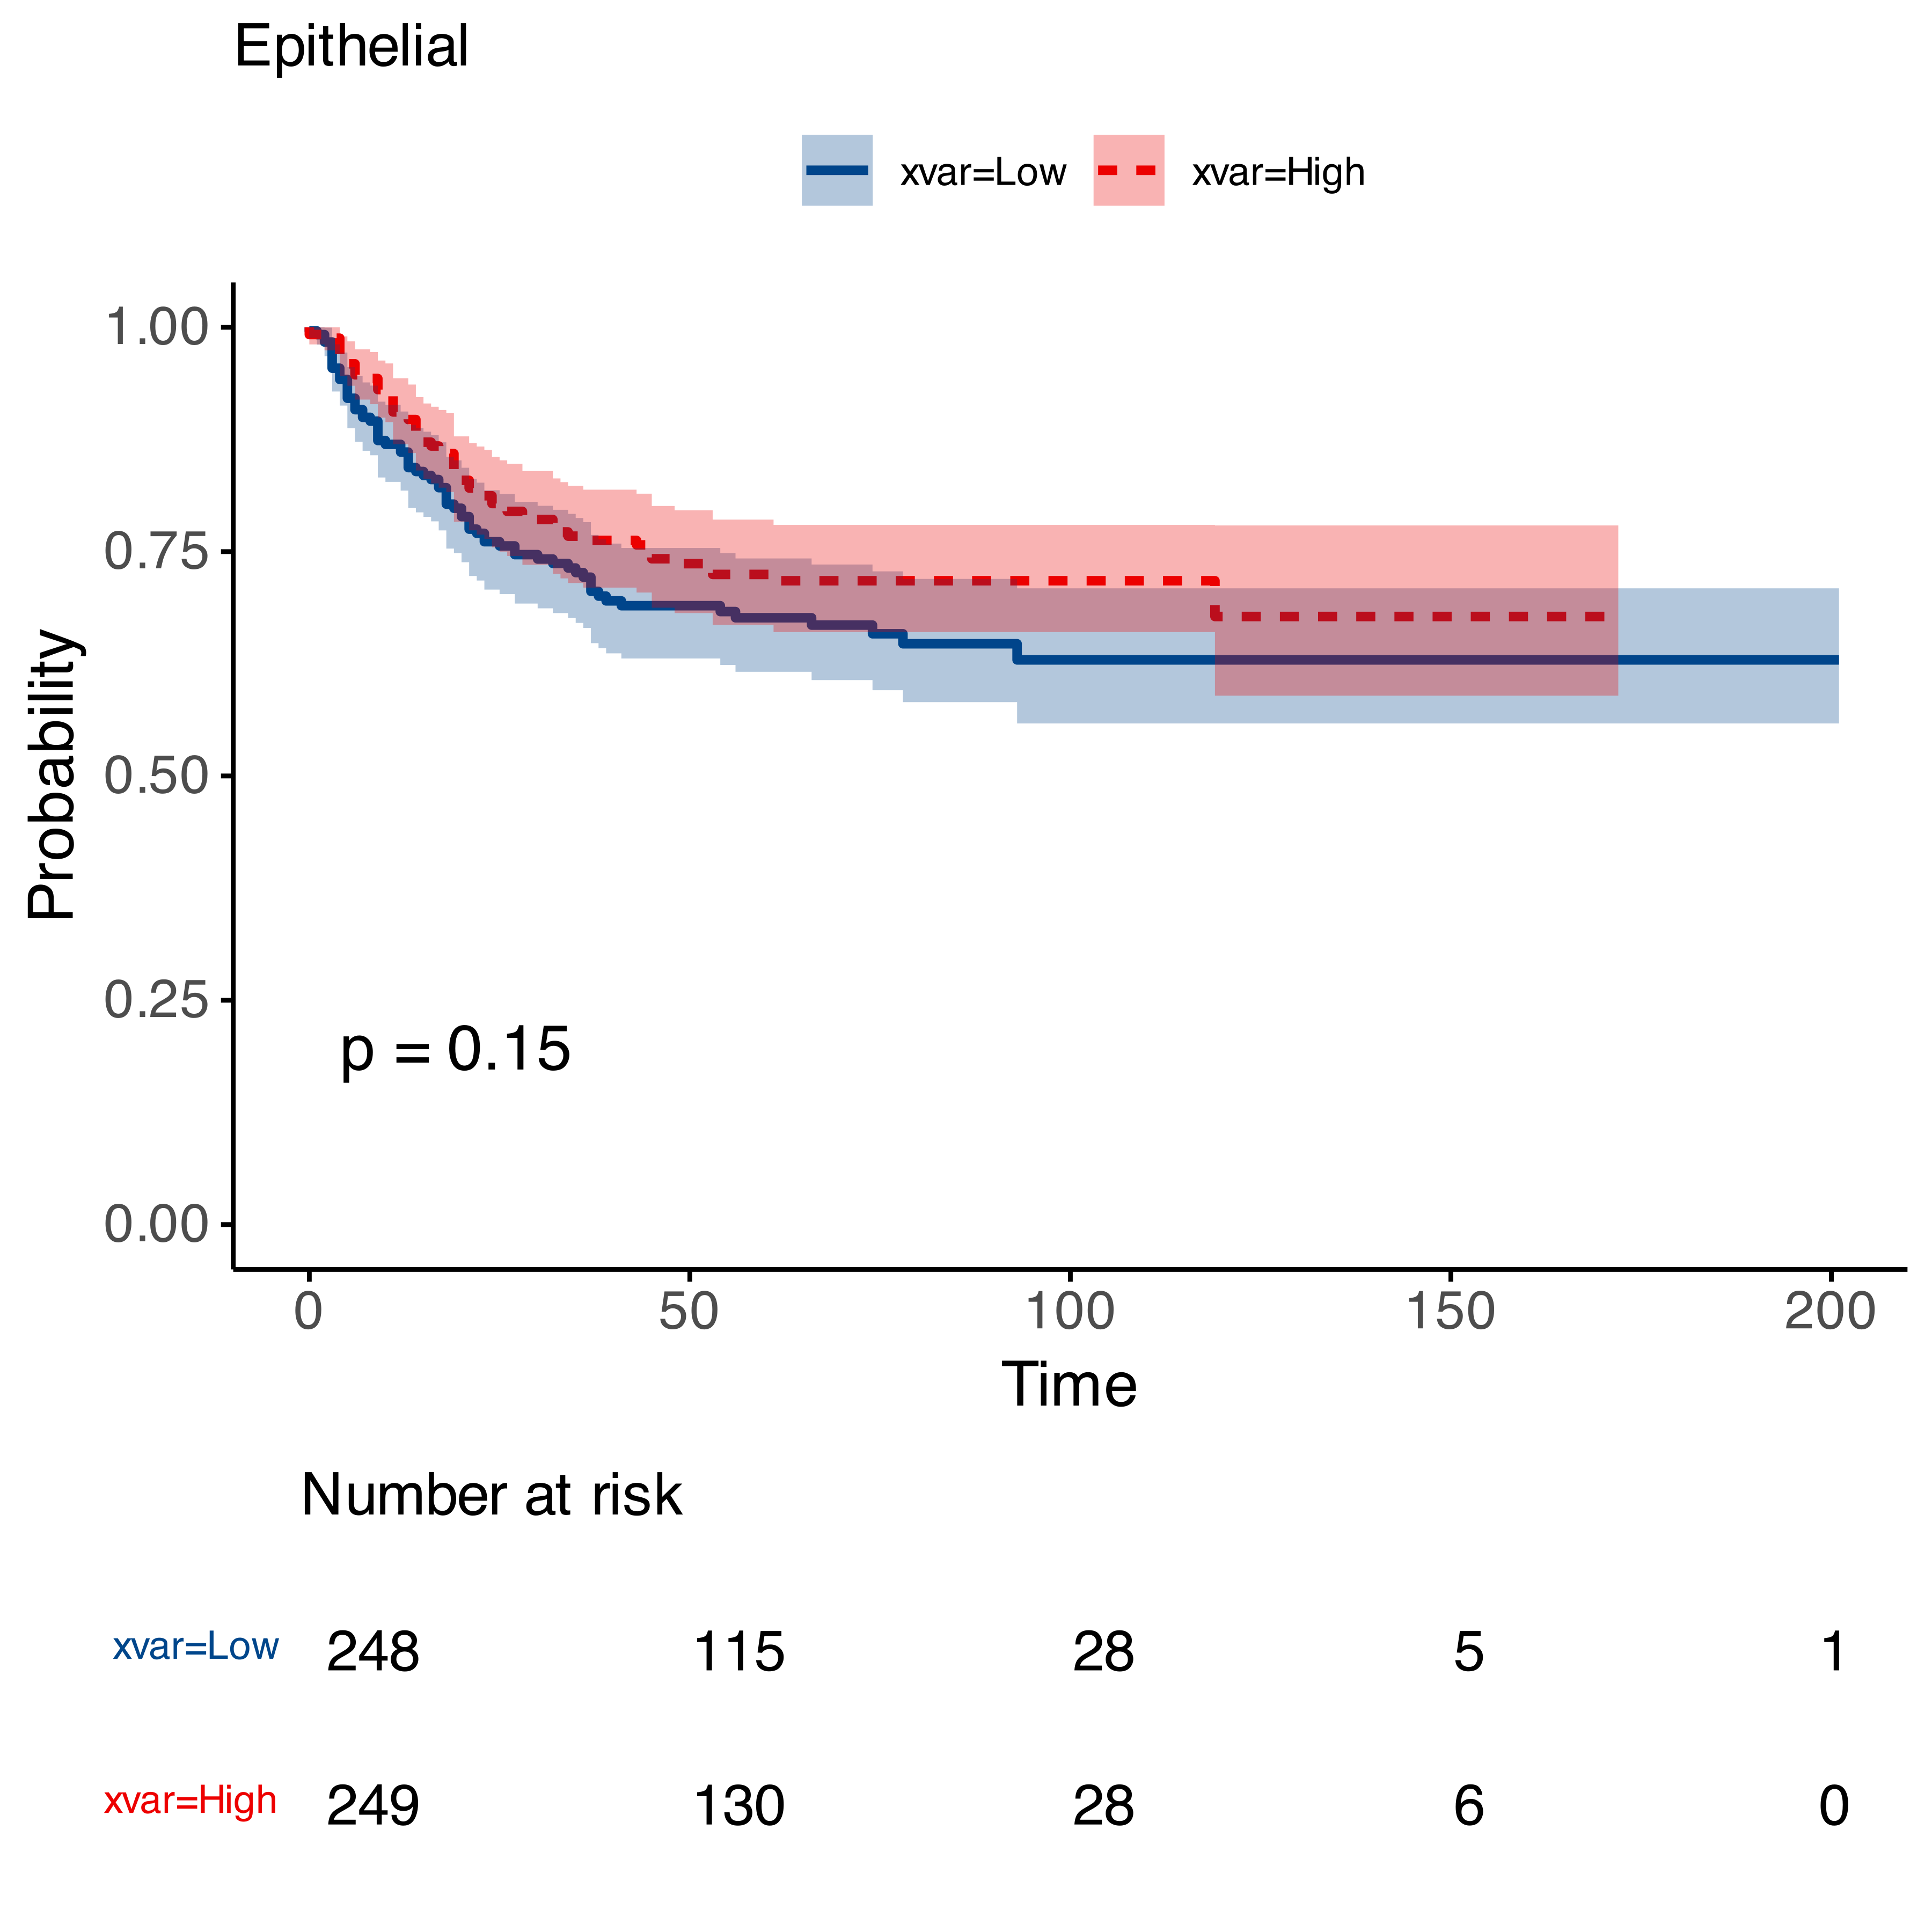 Epithelial
xvar=Low xvar=High
1.00
0.75
0.50
0.25
0.00
Probability
p = 0.15
0 50 100 150 200
Time
Number at risk
xvar=Low 248 115 28 5 1
xvar=High 249 130 28 6 0